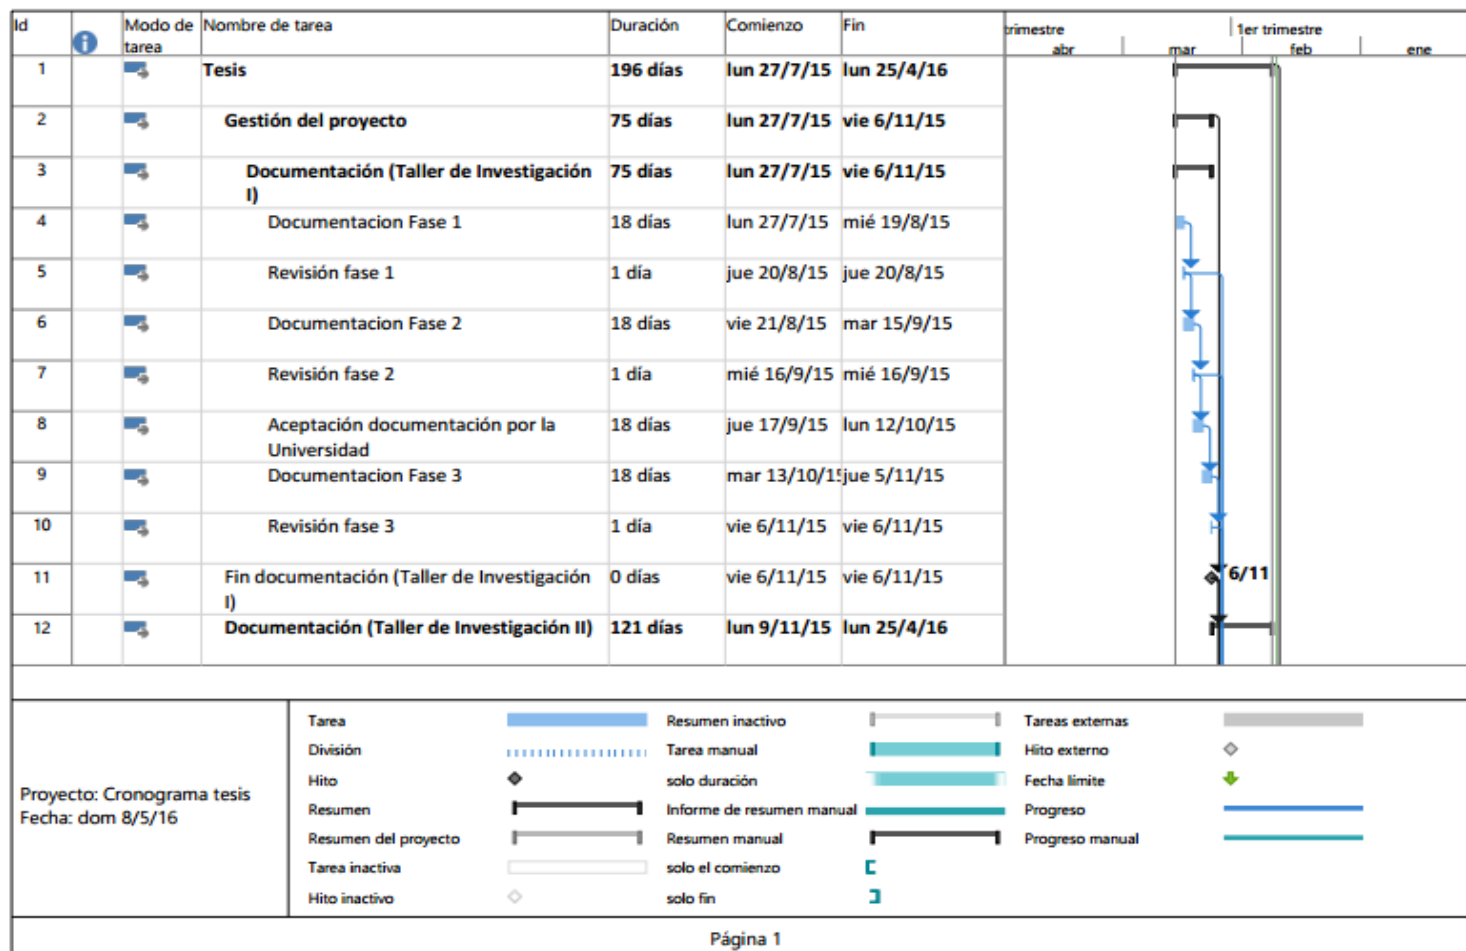 Id Modo de tarea Nombre de tarea Duración Comienzo Fin
trimestre 1er trimestre
abr mar feb ene
1 Tesis 196 días lun 27/7/15 lun 25/4/16
2 Gestión del proyecto 75 días lun 27/7/15 vie 6/11/15
3 Documentación (Taller de Investigación I) 75 días lun 27/7/15 vie 6/11/15
4 Documentacion Fase 1 18 días lun 27/7/15 mié 19/8/15
5 Revisión fase 1 1 día jue 20/8/15 jue 20/8/15
6 Documentacion Fase 2 18 días vie 21/8/15 mar 15/9/15
7 Revisión fase 2 1 día mié 16/9/15 mié 16/9/15
8 Aceptación documentación por la Universidad 18 días jue 17/9/15 lun 12/10/15
9 Documentacion Fase 3 18 días mar 13/10/15 jue 5/11/15
10 Revisión fase 3 1 día vie 6/11/15 vie 6/11/15
11 Fin documentación (Taller de Investigación I) 0 días vie 6/11/15 vie 6/11/15
6/11
12 Documentación (Taller de Investigación II) 121 días lun 9/11/15 lun 25/4/16
Proyecto: Cronograma tesis
Fecha: dom 8/5/16
Tarea
División
Hito
Resumen
Resumen del proyecto
Tarea inactiva
Hito inactivo
Resumen inactivo
Tarea manual
solo duración
Informe de resumen manual
Resumen manual
solo el comienzo
solo fin
Tareas externas
Hito externo
Fecha límite
Progreso
Progreso manual
Página 1